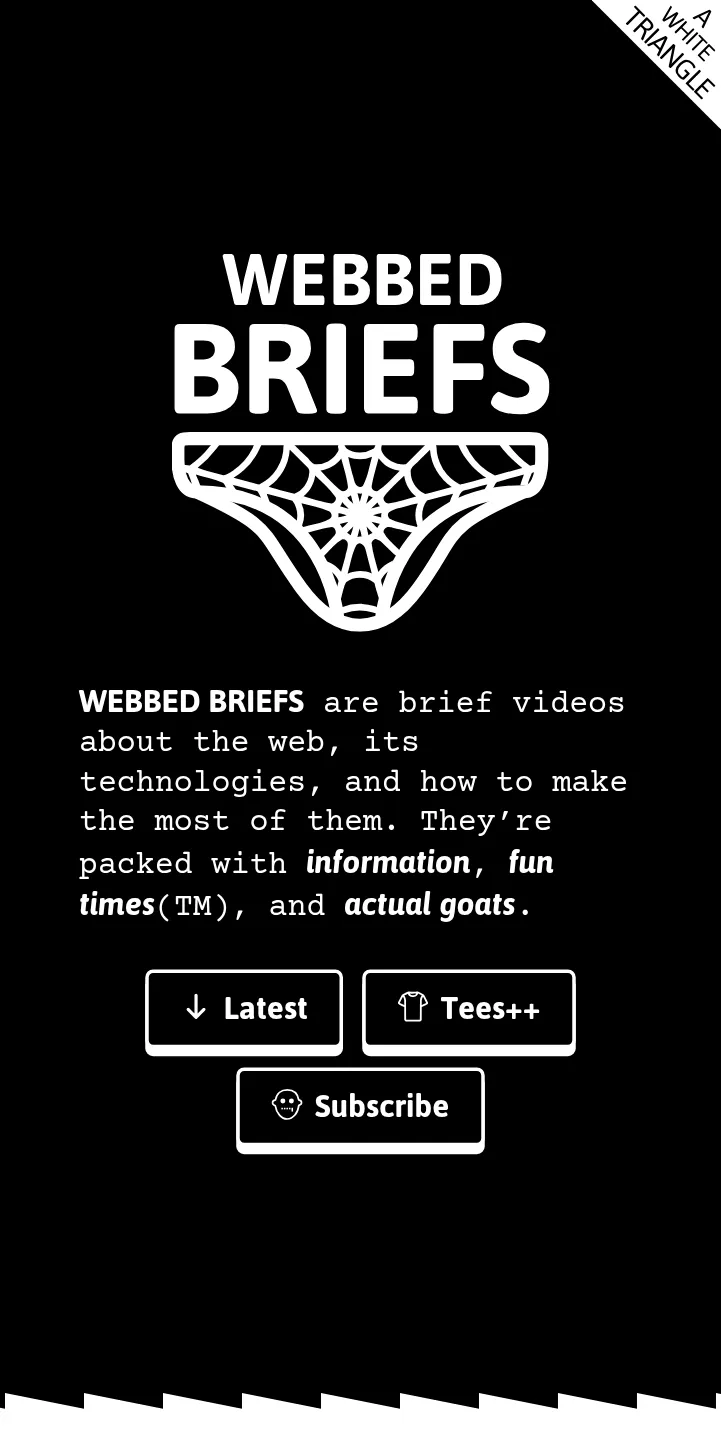 A
WHITE
TRIANGLE
WEBBED
BRIEFS
WEBBED BRIEFS are brief videos
about the web, its
technologies, and how to make
the most of them. They’re
packed with information, fun
times(TM), and actual goats.
Latest
Tees++
Subscribe